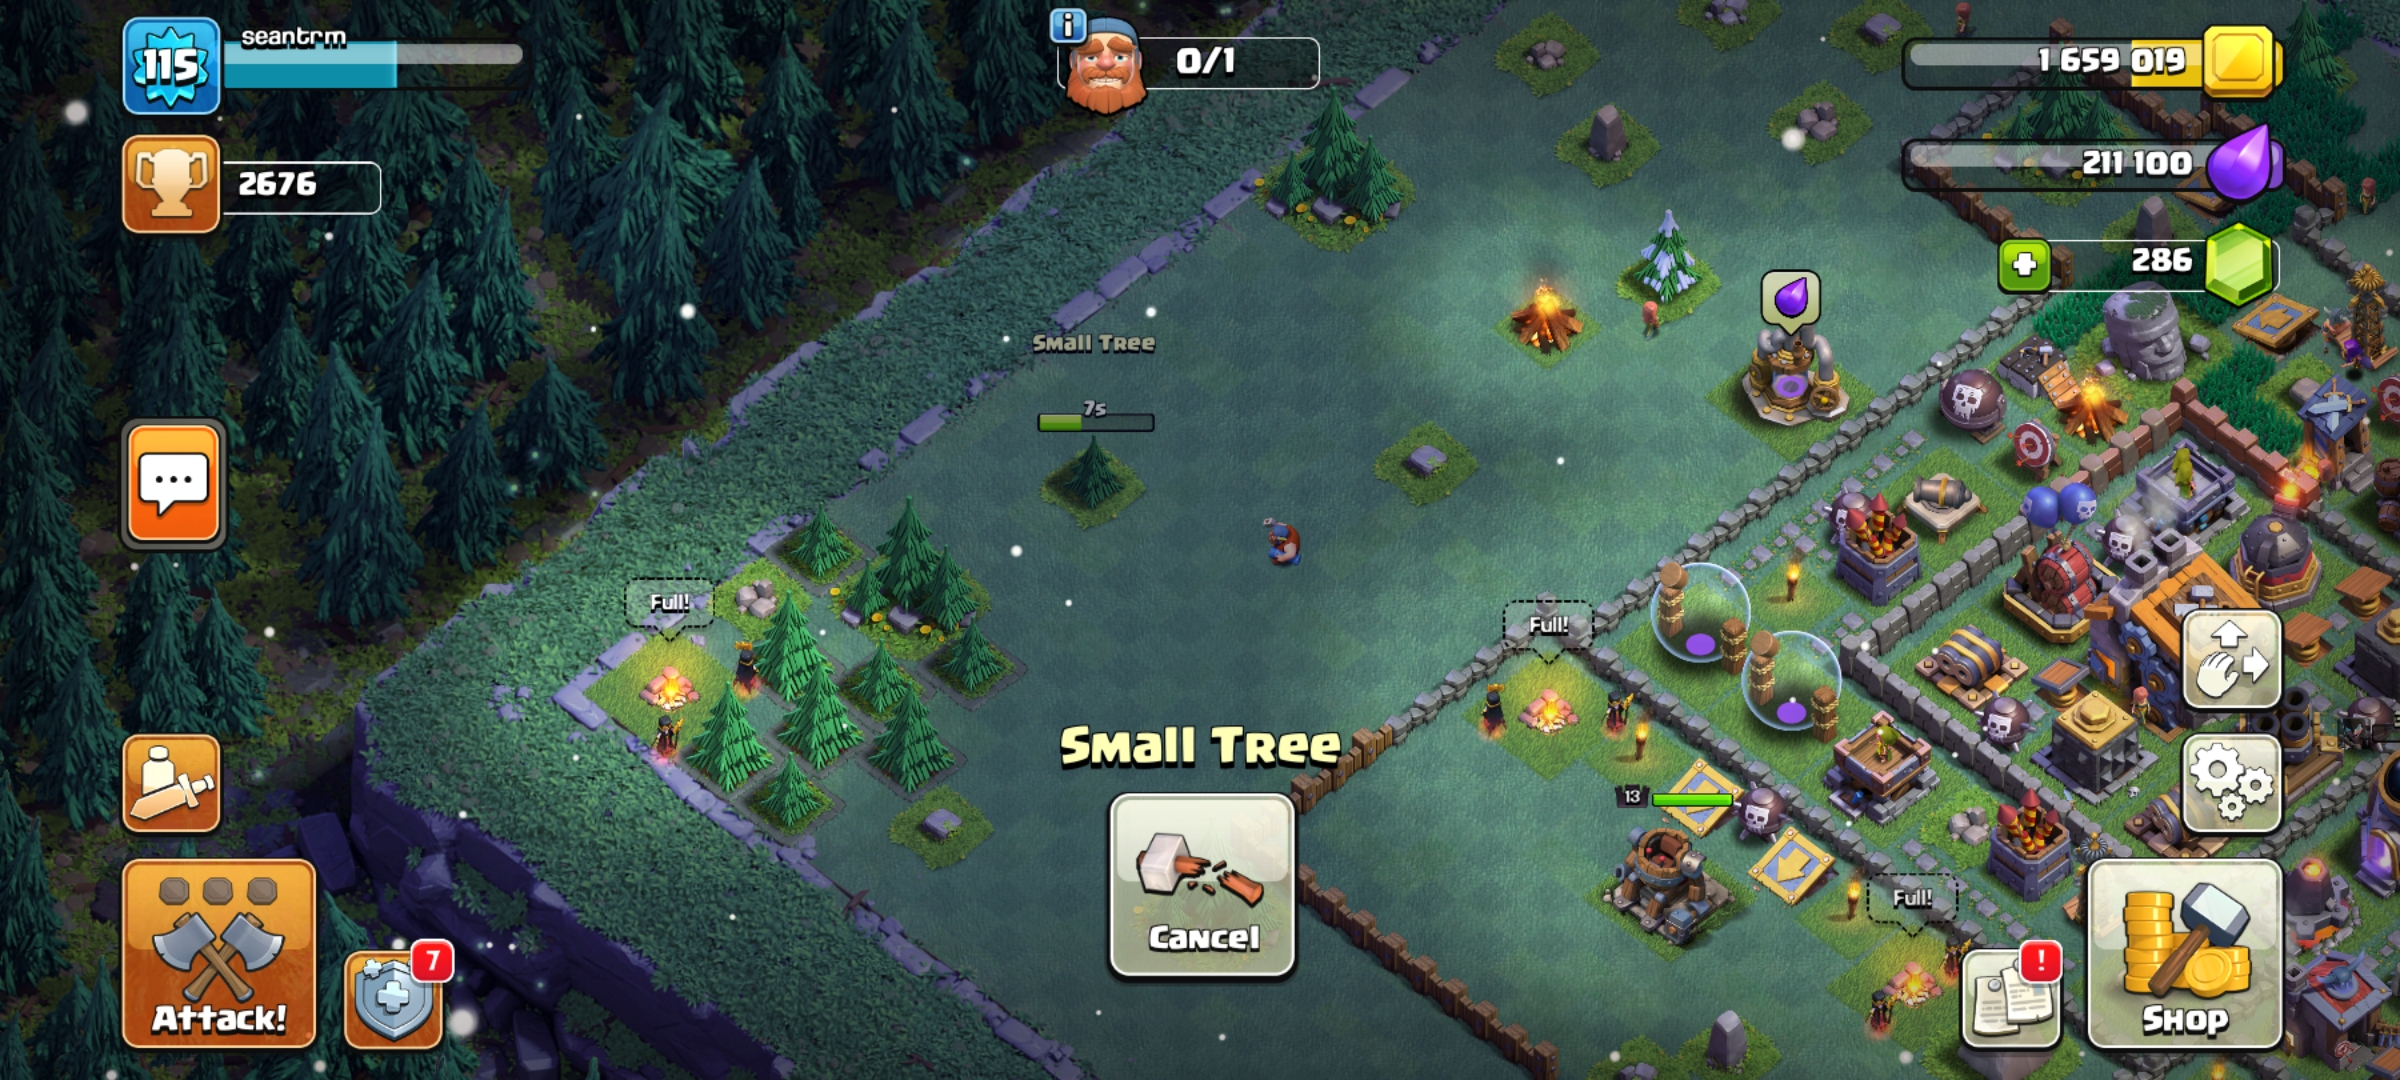 115
seantrm
i
0/1
1 659 019
2676
211 100
286
Small Tree
7s
Full!
Full!
Small Tree
13
Cancel
Full!
7
!
Attack!
Shop